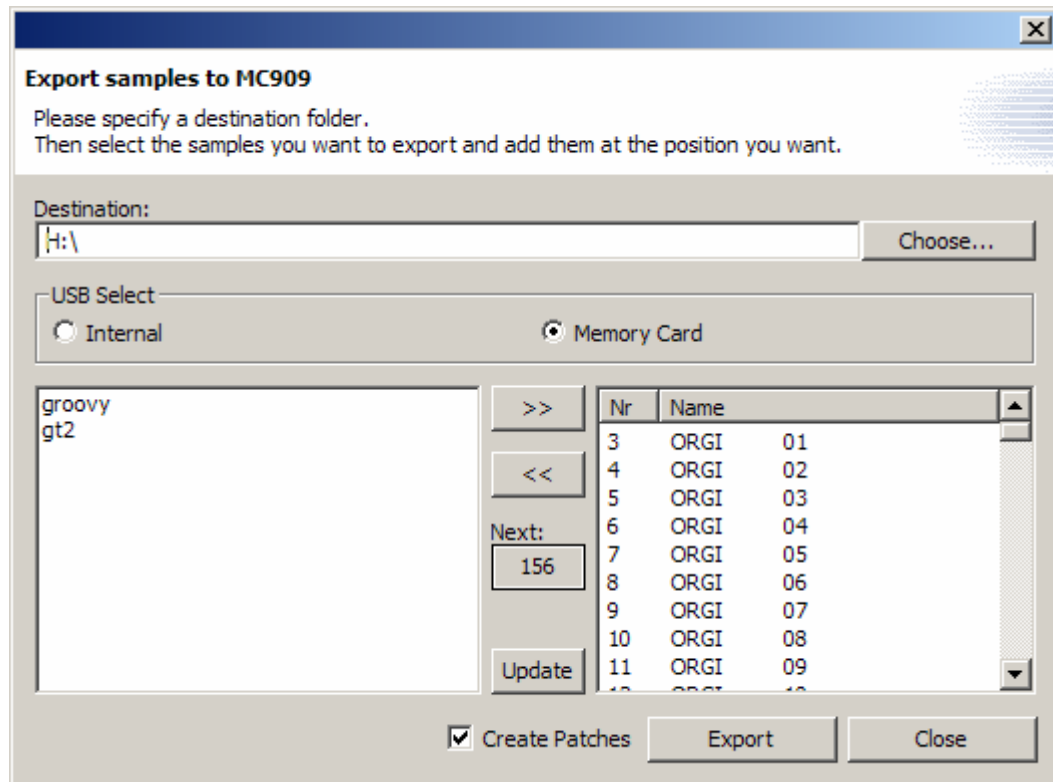 Export samples to MC909
Please specify a destination folder.
Then select the samples you want to export and add them at the position you want.
Destination:
H:\
Choose...
USB Select
Internal
Memory Card
groovy
gt2
>>
<<
Next:
156
Update
Nr Name
3 ORGI 01
4 ORGI 02
5 ORGI 03
6 ORGI 04
7 ORGI 05
8 ORGI 06
9 ORGI 07
10 ORGI 08
11 ORGI 09
Create Patches
Export
Close